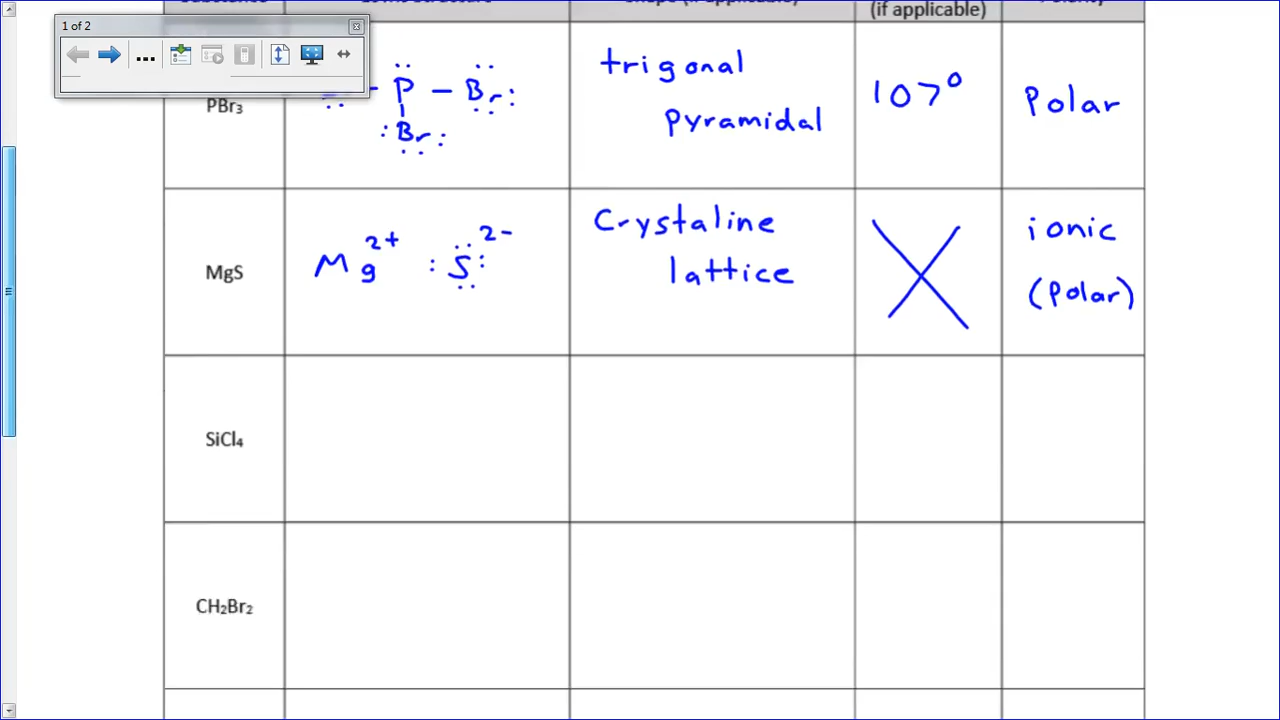 1 of 2
(if applicable)
PBr₃
P – Br
Br
trigonal
pyramidal
107°
Polar
MgS
Mg²⁺ :S²⁻
Crystaline
lattice
ionic
(Polar)
SiCl₄
CH₂Br₂